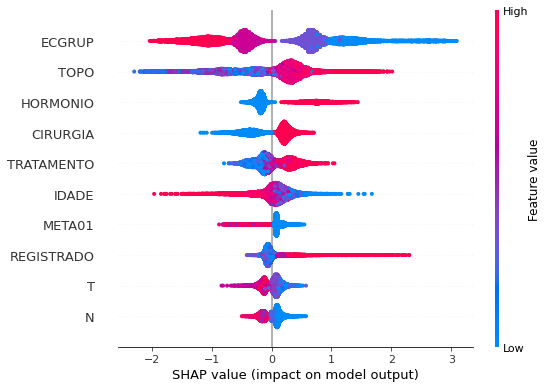 High
ECGRUP
TOPO
HORMONIO
CIRURGIA
TRATAMENTO
IDADE
META01
REGISTRADO
T
N
Feature value
Low
−2 −1 0 1 2 3
SHAP value (impact on model output)